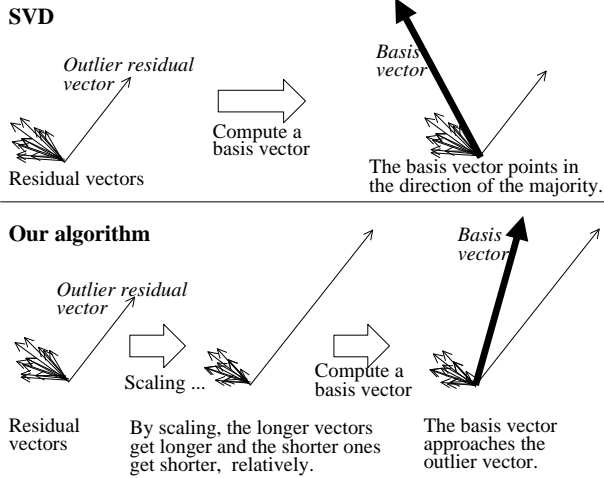 SVD
Outlier residual
vector
Residual vectors
Compute a
basis vector
Basis
vector
The basis vector points in
the direction of the majority.
Our algorithm
Outlier residual
vector
Scaling ...
Compute a
basis vector
Basis
vector
Residual
vectors
By scaling, the longer vectors
get longer and the shorter ones
get shorter, relatively.
The basis vector
approaches the
outlier vector.